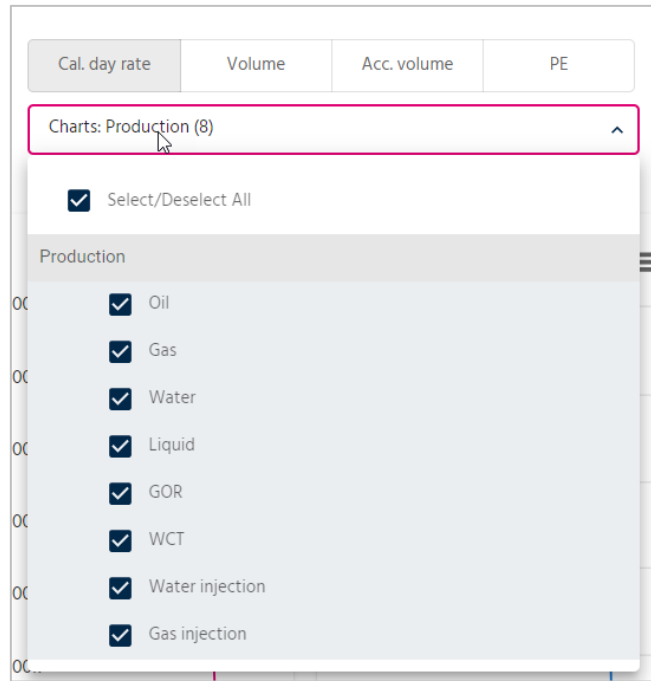 Cal. day rate Volume Acc. volume PE
Charts: Production (8)
Select/Deselect All
Production
Oil
Gas
Water
Liquid
GOR
WCT
Water injection
Gas injection